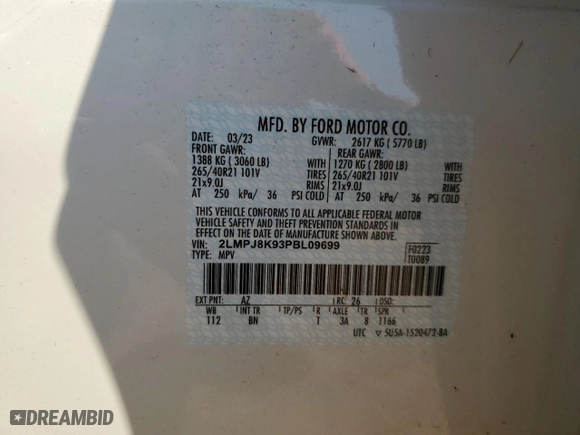 MFD. BY FORD MOTOR CO.
DATE: 03/23 GVWR: 2617 KG (5770 LB)
FRONT GAWR: REAR GAWR:
1388 KG (3060 LB) WITH 1270 KG (2800 LB) WITH
265/40R21 101V TIRES 265/40R21 101V TIRES
21x9.0J RIMS 21x9.0J RIMS
AT 250 kPa/ 36 PSI COLD AT 250 kPa/ 36 PSI COLD
THIS VEHICLE CONFORMS TO ALL APPLICABLE FEDERAL MOTOR
VEHICLE SAFETY AND THEFT PREVENTION STANDARDS IN
EFFECT ON THE DATE OF MANUFACTURE SHOWN ABOVE.
VIN: 2LMPJ8K93PBL09699 F0223
TYPE: MPV T0089
EXT PNT: AZ RC: 26 DSO:
WB INT TR TP/PS R AXLE TR SPR
112 BN T 3A 8 1166
UTC ▽ 5U5A-1520472-BA
DREAMBID